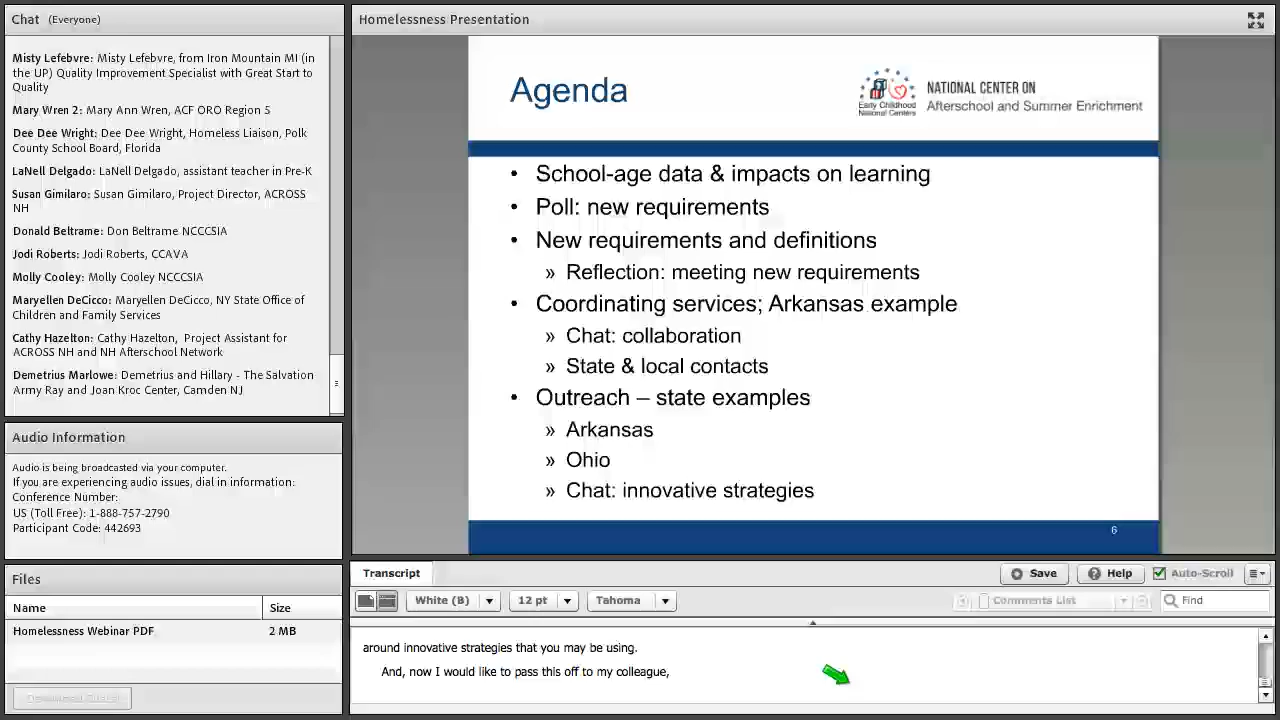 Chat (Everyone)
Misty Lefebvre: Misty Lefebvre, from Iron Mountain MI (in
the UP) Quality Improvement Specialist with Great Start to
Quality
Mary Wren 2: Mary Ann Wren, ACF ORO Region 5
Dee Dee Wright: Dee Dee Wright, Homeless Liaison, Polk
County School Board, Florida
LaNell Delgado: LaNell Delgado, assistant teacher in Pre-K
Susan Gimilaro: Susan Gimilaro, Project Director, ACROSS
NH
Donald Beltrame: Don Beltrame NCCCSIA
Jodi Roberts: Jodi Roberts, CCAVA
Molly Cooley: Molly Cooley NCCCSIA
Maryellen DeCicco: Maryellen DeCicco, NY State Office of
Children and Family Services
Cathy Hazelton: Cathy Hazelton, Project Assistant for
ACROSS NH and NH Afterschool Network
Demetrius Marlowe: Demetrius and Hillary - The Salvation
Army Ray and Joan Kroc Center, Camden NJ
Audio Information
Audio is being broadcasted via your computer.
If you are experiencing audio issues, dial in information:
Conference Number:
US (Toll Free): 1-888-757-2790
Participant Code: 442693
Files
Name Size
Homelessness Webinar PDF 2 MB
Homelessness Presentation
Agenda
Early Childhood
National Centers
NATIONAL CENTER ON
Afterschool and Summer Enrichment
• School-age data & impacts on learning
• Poll: new requirements
• New requirements and definitions
» Reflection: meeting new requirements
• Coordinating services; Arkansas example
» Chat: collaboration
» State & local contacts
• Outreach – state examples
» Arkansas
» Ohio
» Chat: innovative strategies
6
Transcript Save Help Auto-Scroll
White (B) 12 pt Tahoma Comments List Find
around innovative strategies that you may be using.
And, now I would like to pass this off to my colleague,